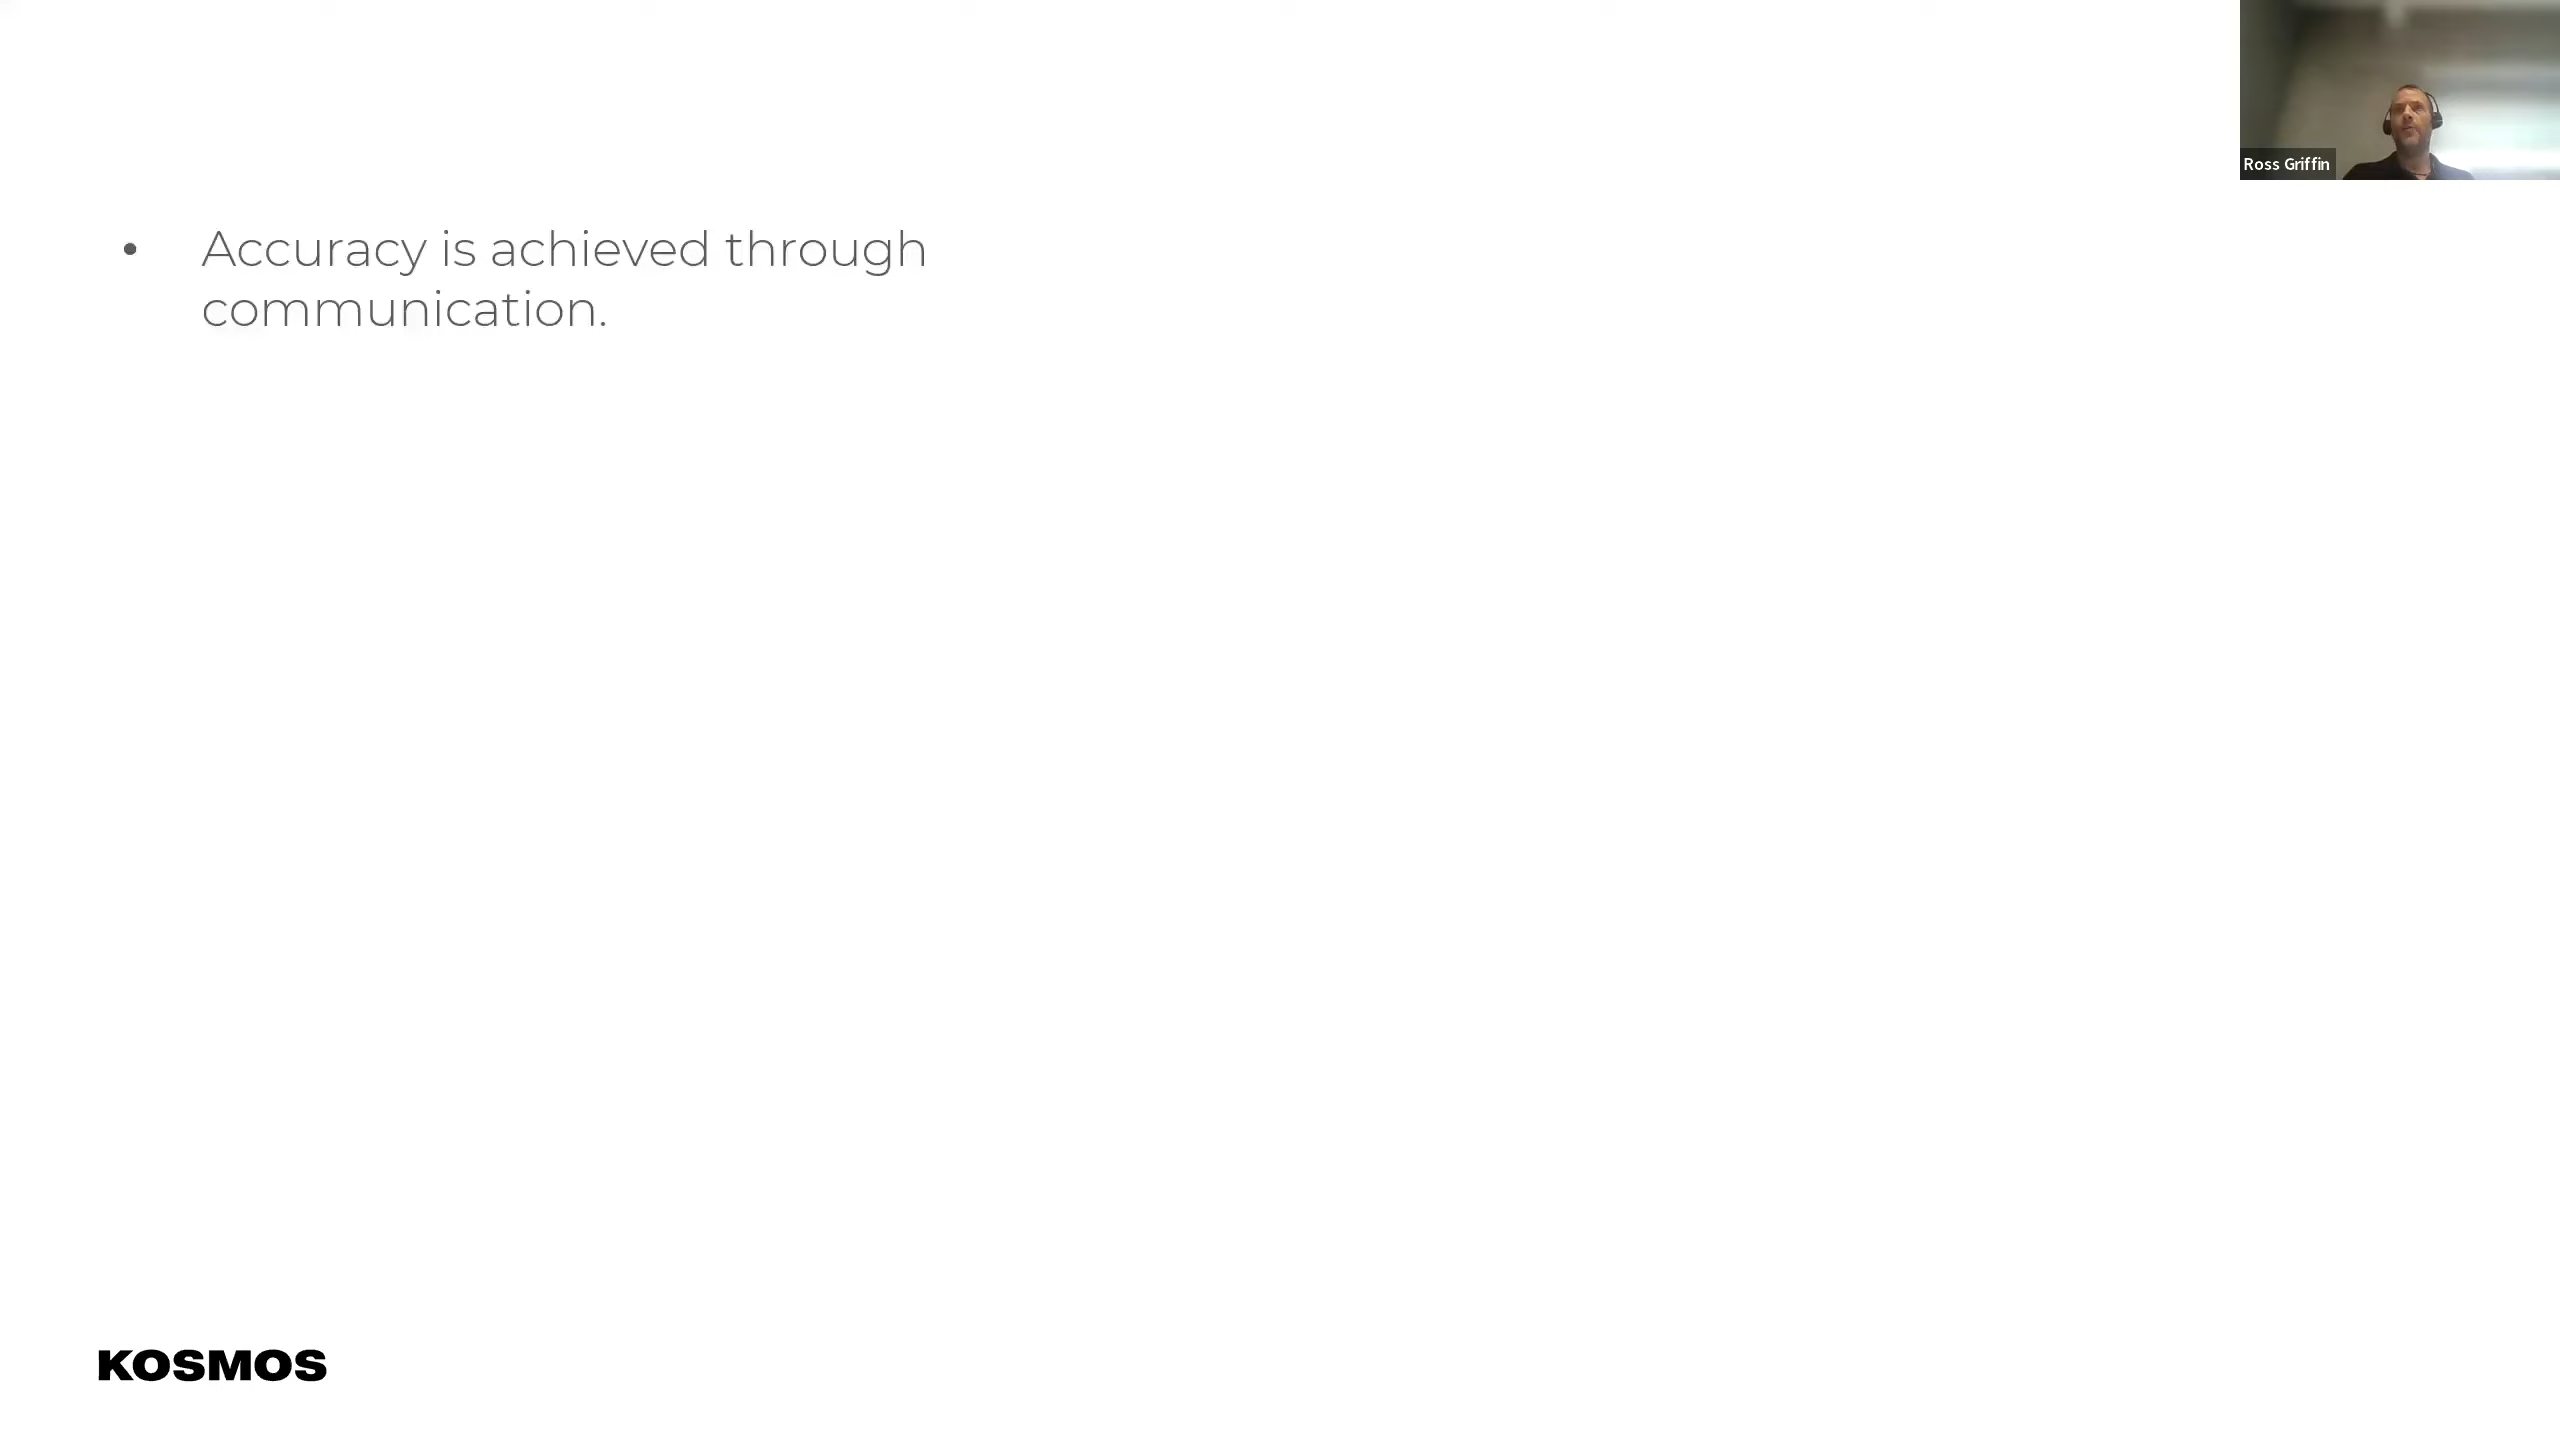 Ross Griffin
• Accuracy is achieved through
communication.
KOSMOS